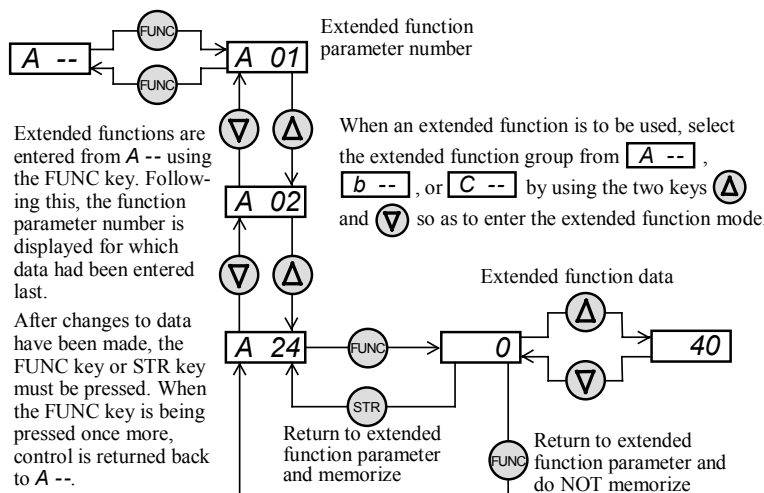 FUNC
Extended function
parameter number
A --
A 01
FUNC
Extended functions are
entered from A -- using
the FUNC key. Follow-
ing this, the function
parameter number is
displayed for which
data had been entered
last.
After changes to data
have been made, the
FUNC key or STR key
must be pressed. When
the FUNC key is being
pressed once more,
control is returned back
to A --.
A 02
When an extended function is to be used, select
the extended function group from A -- ,
b -- , or C -- by using the two keys Δ
and ∇ so as to enter the extended function mode
Extended function data
A 24
FUNC
0
40
STR
Return to extended
function parameter
and memorize
FUNC
Return to extended
function parameter and
do NOT memorize